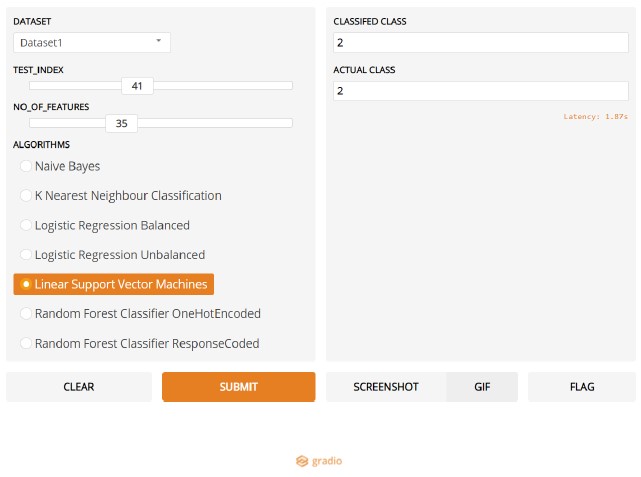 DATASET
Dataset1
TEST_INDEX
41
NO_OF_FEATURES
35
ALGORITHMS
Naive Bayes
K Nearest Neighbour Classification
Logistic Regression Balanced
Logistic Regression Unbalanced
Linear Support Vector Machines
Random Forest Classifier OneHotEncoded
Random Forest Classifier ResponseCoded
CLEAR
SUBMIT
CLASSIFED CLASS
2
ACTUAL CLASS
2
Latency: 1.87s
SCREENSHOT
GIF
FLAG
gradio